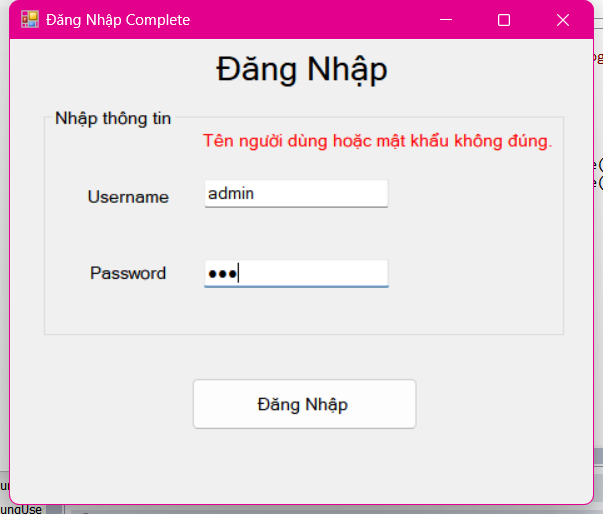 Đăng Nhập Complete
Đăng Nhập
Nhập thông tin
Tên người dùng hoặc mật khẩu không đúng.
Username admin
Password •••
Đăng Nhập
ungUse